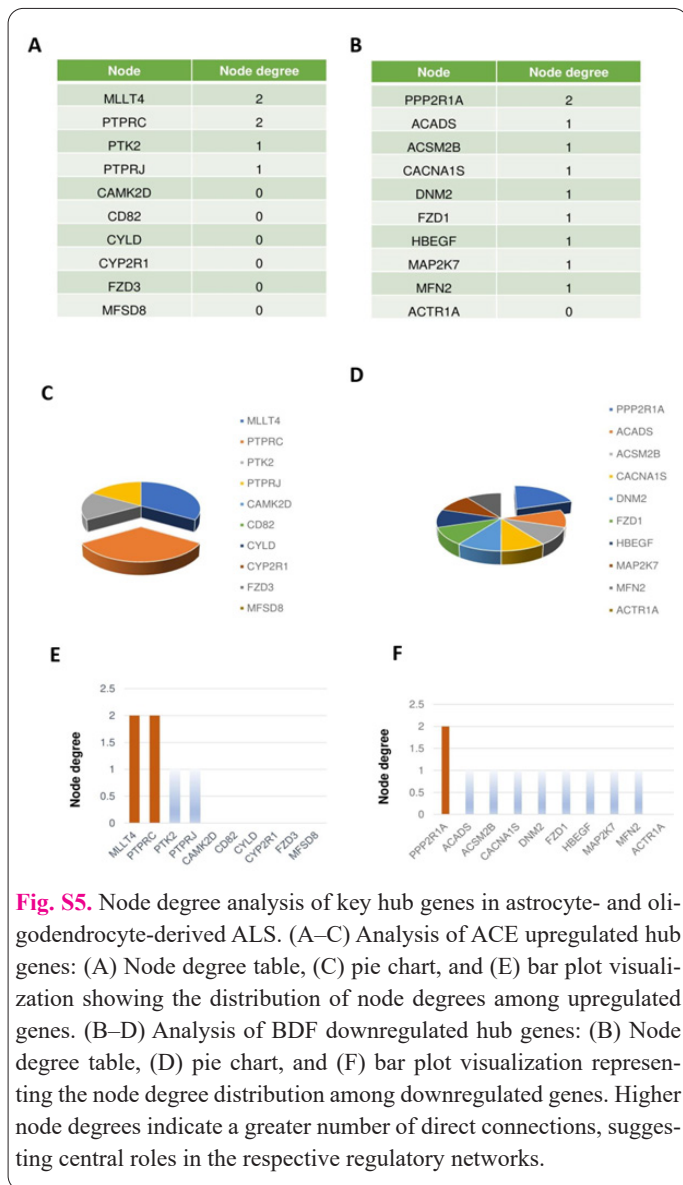 A
B
Node Node degree
MLLT4 2
PTPRC 2
PTK2 1
PTPRJ 1
CAMK2D 0
CD82 0
CYLD 0
CYP2R1 0
FZD3 0
MFSD8 0
Node Node degree
PPP2R1A 2
ACADS 1
ACSM2B 1
CACNA1S 1
DNM2 1
FZD1 1
HBEGF 1
MAP2K7 1
MFN2 1
ACTR1A 0
C
MLLT4
PTPRC
PTK2
PTPRJ
CAMK2D
CD82
CYLD
CYP2R1
FZD3
MFSD8
D
PPP2R1A
ACADS
ACSM2B
CACNA1S
DNM2
FZD1
HBEGF
MAP2K7
MFN2
ACTR1A
E
Node degree
2.5
2
1.5
1
0.5
0
MLLT4 PTPRC PTK2 PTPRJ CAMK2D CD82 CYLD CYP2R1 FZD3 MFSD8
F
Node degree
2.5
2
1.5
1
0.5
0
PPP2R1A ACADS ACSM2B CACNA1S DNM2 FZD1 HBEGF MAP2K7 MFN2 ACTR1A
Fig. S5. Node degree analysis of key hub genes in astrocyte- and oli-
godendrocyte-derived ALS. (A–C) Analysis of ACE upregulated hub
genes: (A) Node degree table, (C) pie chart, and (E) bar plot visuali-
zation showing the distribution of node degrees among upregulated
genes. (B–D) Analysis of BDF downregulated hub genes: (B) Node
degree table, (D) pie chart, and (F) bar plot visualization represen-
ting the node degree distribution among downregulated genes. Higher
node degrees indicate a greater number of direct connections, sugges-
ting central roles in the respective regulatory networks.